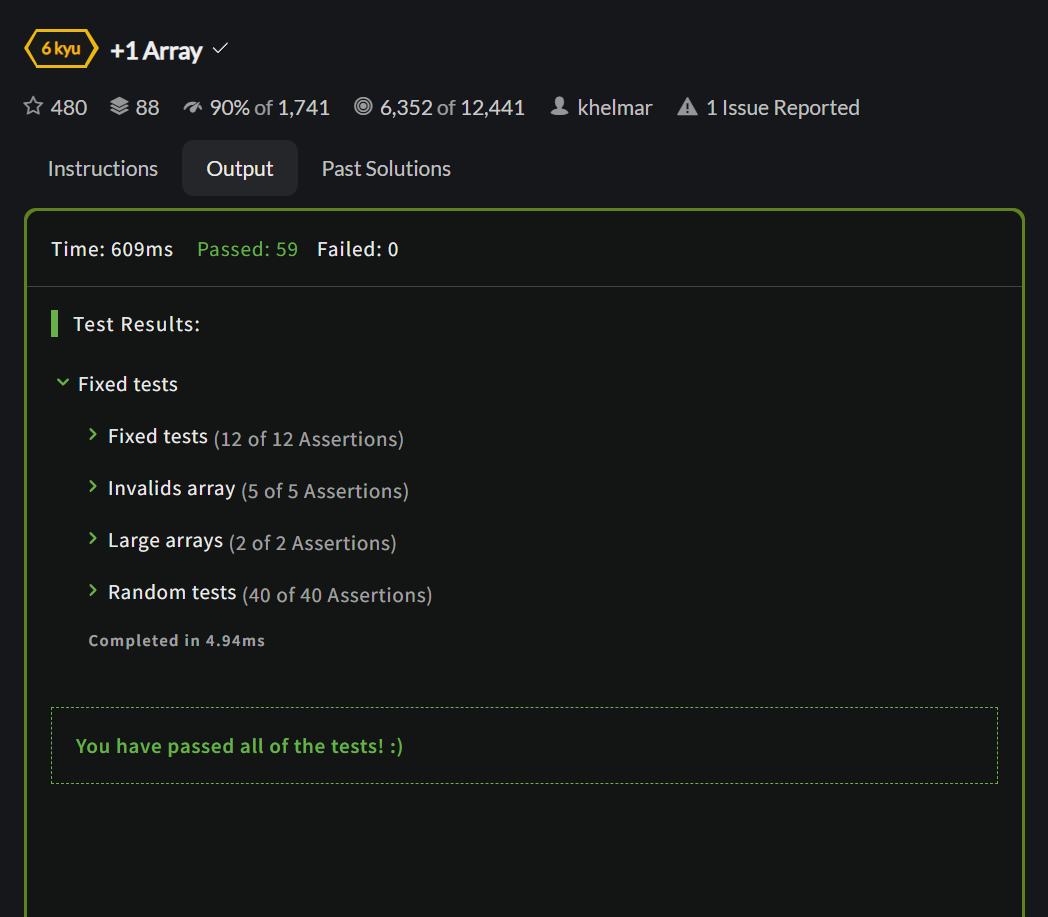 6 kyu +1 Array
480 88 90% of 1,741 6,352 of 12,441 khelmar 1 Issue Reported
Instructions Output Past Solutions
Time: 609ms Passed: 59 Failed: 0
Test Results:
Fixed tests
Fixed tests (12 of 12 Assertions)
Invalids array (5 of 5 Assertions)
Large arrays (2 of 2 Assertions)
Random tests (40 of 40 Assertions)
Completed in 4.94ms
You have passed all of the tests! :)